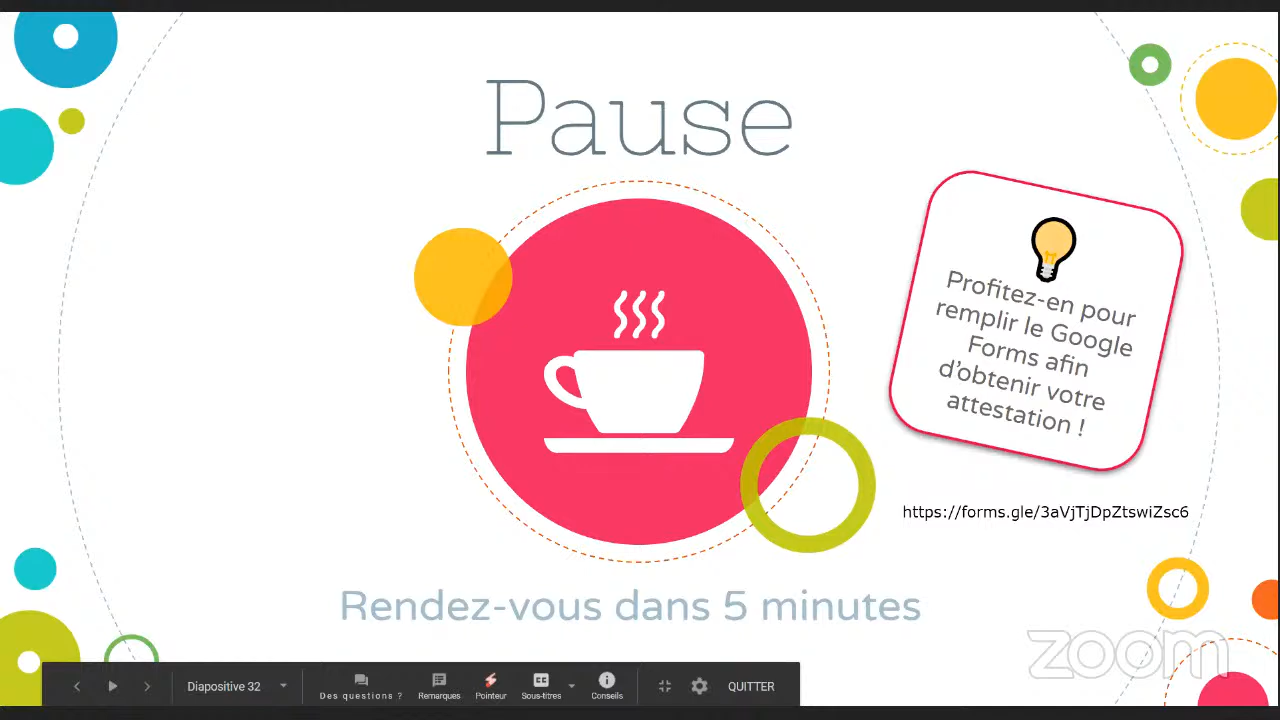 Pause
Profitez-en pour
remplir le Google
Forms afin
d'obtenir votre
attestation !
https://forms.gle/3aVjTjDpZtswiZsc6
Rendez-vous dans 5 minutes
zoom
Diapositive 32
Des questions ?
Remarques
Pointeur
Sous-titres
Conseils
QUITTER